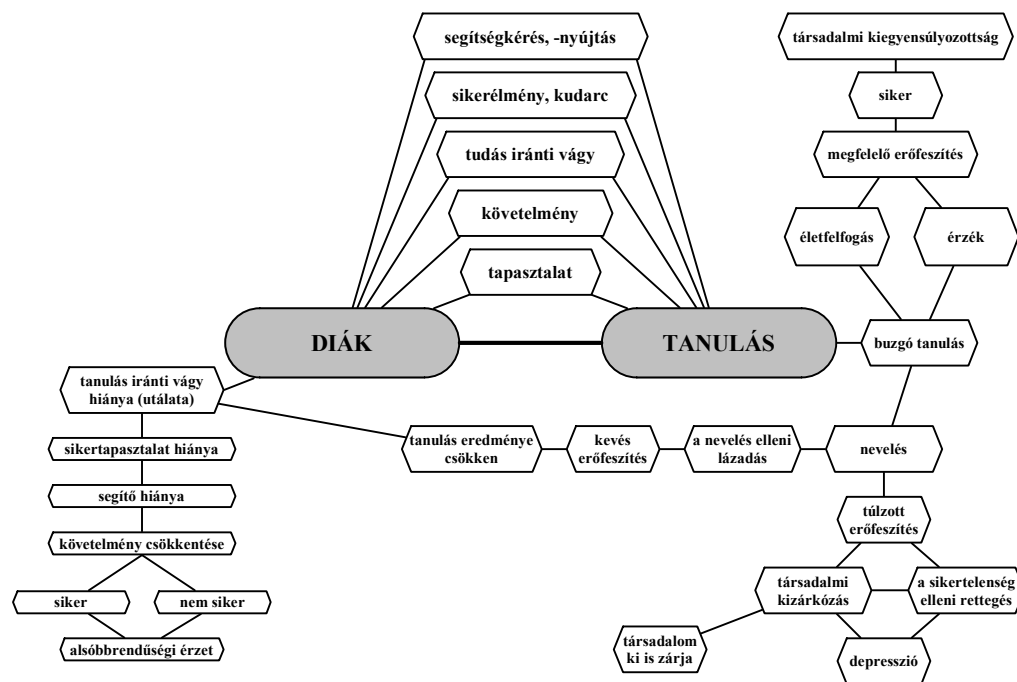 segítségkérés, -nyújtás
sikerélmény, kudarc
tudás iránti vágy
követelmény
tapasztalat
DIÁK
TANULÁS
társadalmi kiegyensúlyozottság
siker
megfelelő erőfeszítés
életfelfogás
érzék
buzgó tanulás
tanulás iránti vágy
hiánya (utálata)
sikertapasztalat hiánya
segítő hiánya
követelmény csökkentése
siker
nem siker
alsóbbrendűségi érzet
tanulás eredménye
csökken
kevés
erőfeszítés
a nevelés elleni
lázadás
nevelés
túlzott
erőfeszítés
társadalmi
kizárkózás
a sikertelenség
elleni rettegés
társadalom
ki is zárja
depresszió